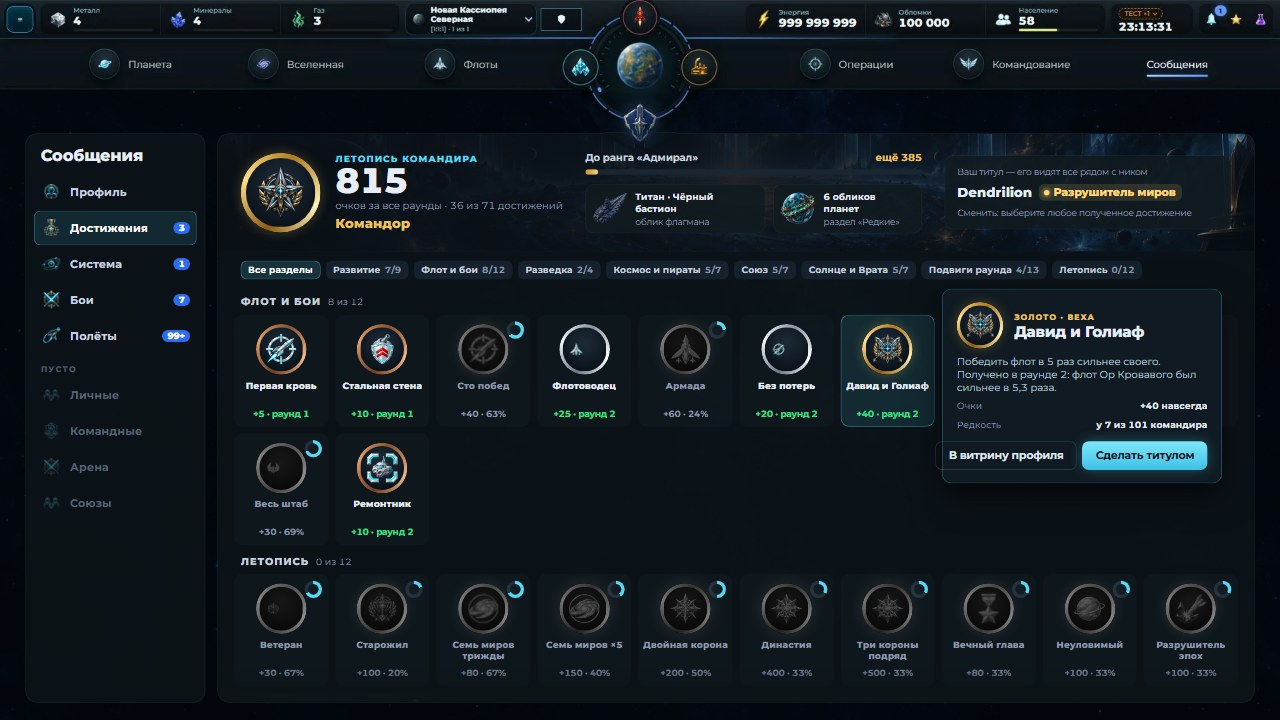 Металл
4
Минералы
4
Газ
3
Новая Кассиопея
Северная
[1:1:1] · 1 из 1
Энергия
999 999 999
Обломки
100 000
Население
58
ТЕСТ ×1
23:13:31
1
Планета
Вселенная
Флоты
Операции
Командование
Сообщения
Сообщения
Профиль
Достижения 3
Система 1
Бои 7
Полёты 99+
ПУСТО
Личные
Командные
Арена
Союзы
ЛЕТОПИСЬ КОМАНДИРА
815
очков за все раунды · 36 из 71 достижений
Командор
До ранга «Адмирал» ещё 385
Титан · Чёрный
бастион
облик флагмана
6 обликов
планет
раздел «Редкие»
Ваш титул — его видят все рядом с ником
Dendrilion Разрушитель миров
Сменить: выберите любое полученное достижение
Все разделы Развитие 7/9 Флот и бои 8/12 Разведка 2/4 Космос и пираты 5/7 Союз 5/7 Солнце и Врата 5/7 Подвиги раунда 4/13 Летопись 0/12
ФЛОТ И БОИ 8 из 12
Первая кровь
+5 · раунд 1
Стальная стена
+10 · раунд 1
Сто побед
+40 · 63%
Флотоводец
+25 · раунд 2
Армада
+60 · 24%
Без потерь
+20 · раунд 2
Давид и Голиаф
+40 · раунд 2
ЗОЛОТО · ВЕХА
Давид и Голиаф
Победить флот в 5 раз сильнее своего.
Получено в раунде 2: флот Ор Кровавого был
сильнее в 5,3 раза.
Очки +40 навсегда
Редкость у 7 из 101 командира
В витрину профиля Сделать титулом
Весь штаб
+30 · 69%
Ремонтник
+10 · раунд 2
ЛЕТОПИСЬ 0 из 12
Ветеран
+30 · 67%
Старожил
+100 · 20%
Семь миров
трижды
+80 · 67%
Семь миров ×5
+150 · 40%
Двойная корона
+200 · 50%
Династия
+400 · 33%
Три короны
подряд
+500 · 33%
Вечный глава
+80 · 33%
Неуловимый
+100 · 33%
Разрушитель
эпох
+100 · 33%